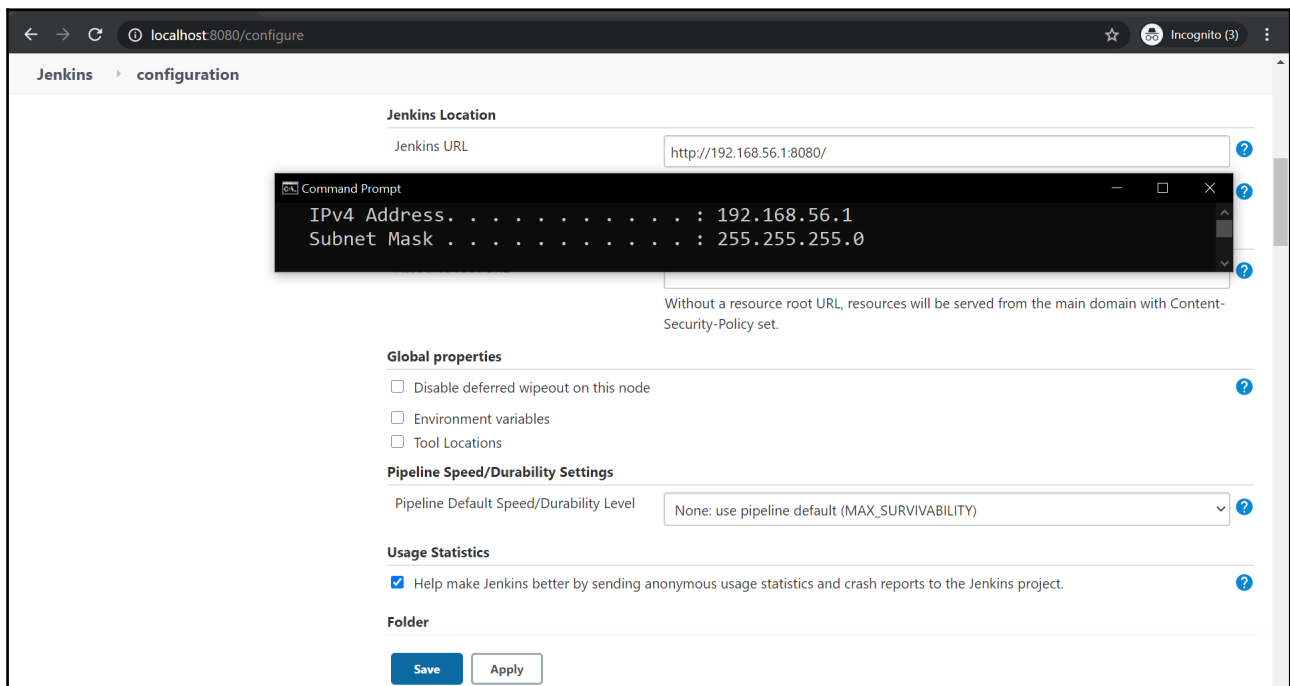 localhost:8080/configure
Incognito (3)
Jenkins configuration
Jenkins Location
Jenkins URL
http://192.168.56.1:8080/
Command Prompt
IPv4 Address. . . . . . . . . . . : 192.168.56.1
Subnet Mask . . . . . . . . . . . : 255.255.255.0
Without a resource root URL, resources will be served from the main domain with Content-
Security-Policy set.
Global properties
Disable deferred wipeout on this node
Environment variables
Tool Locations
Pipeline Speed/Durability Settings
Pipeline Default Speed/Durability Level
None: use pipeline default (MAX_SURVIVABILITY)
Usage Statistics
Help make Jenkins better by sending anonymous usage statistics and crash reports to the Jenkins project.
Folder
Save
Apply